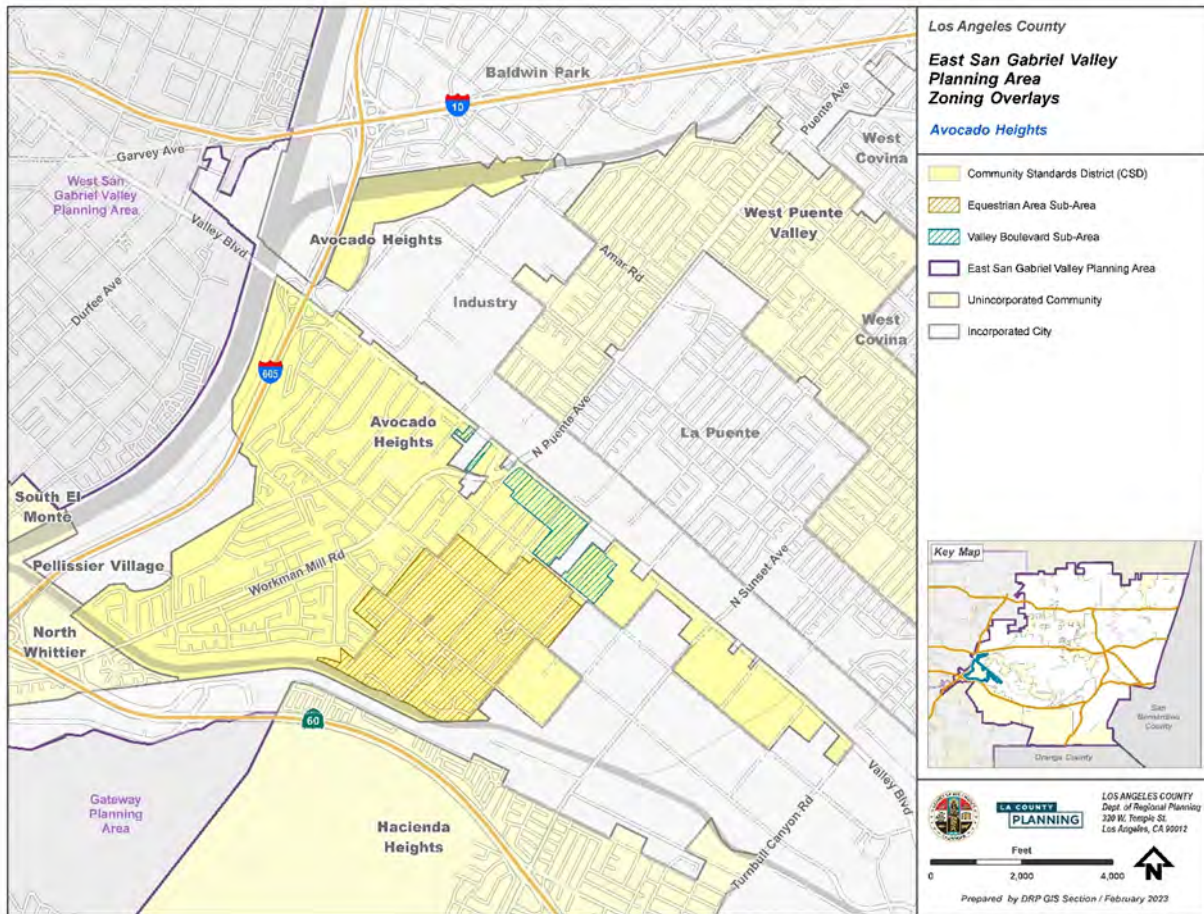 Los Angeles County
East San Gabriel Valley
Planning Area
Zoning Overlays
Avocado Heights
Community Standards District (CSD)
Equestrian Area Sub-Area
Valley Boulevard Sub-Area
East San Gabriel Valley Planning Area
Unincorporated Community
Incorporated City
Baldwin Park
10
Puente Ave
West
Covina
Garvey Ave
West San
Gabriel Valley
Planning Area
Valley Blvd
Avocado Heights
West Puente
Valley
Amar Rd
Durfee Ave
Industry
West
Covina
605
Avocado
Heights
N Puente Ave
La Puente
South El
Monte
Pellissier Village
Workman Mill Rd
N Sunset Ave
North
Whittier
60
Valley Blvd
Gateway
Planning
Area
Hacienda
Heights
Turnbull Canyon Rd
Key Map
San
Bernardino
County
Orange County
LA COUNTY
PLANNING
LOS ANGELES COUNTY
Dept. of Regional Planning
320 W. Temple St.
Los Angeles, CA 90012
Feet
0 2,000 4,000
N
Prepared by DRP GIS Section / February 2023